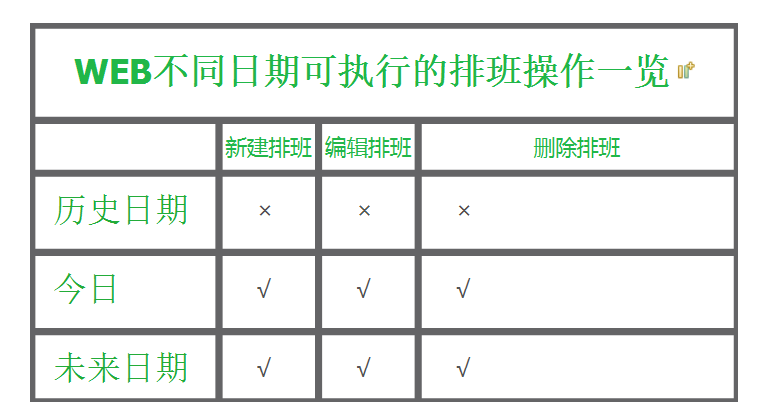 WEB不同日期可执行的排班操作一览
新建排班 编辑排班 删除排班
历史日期 × × ×
今日 √ √ √
未来日期 √ √ √